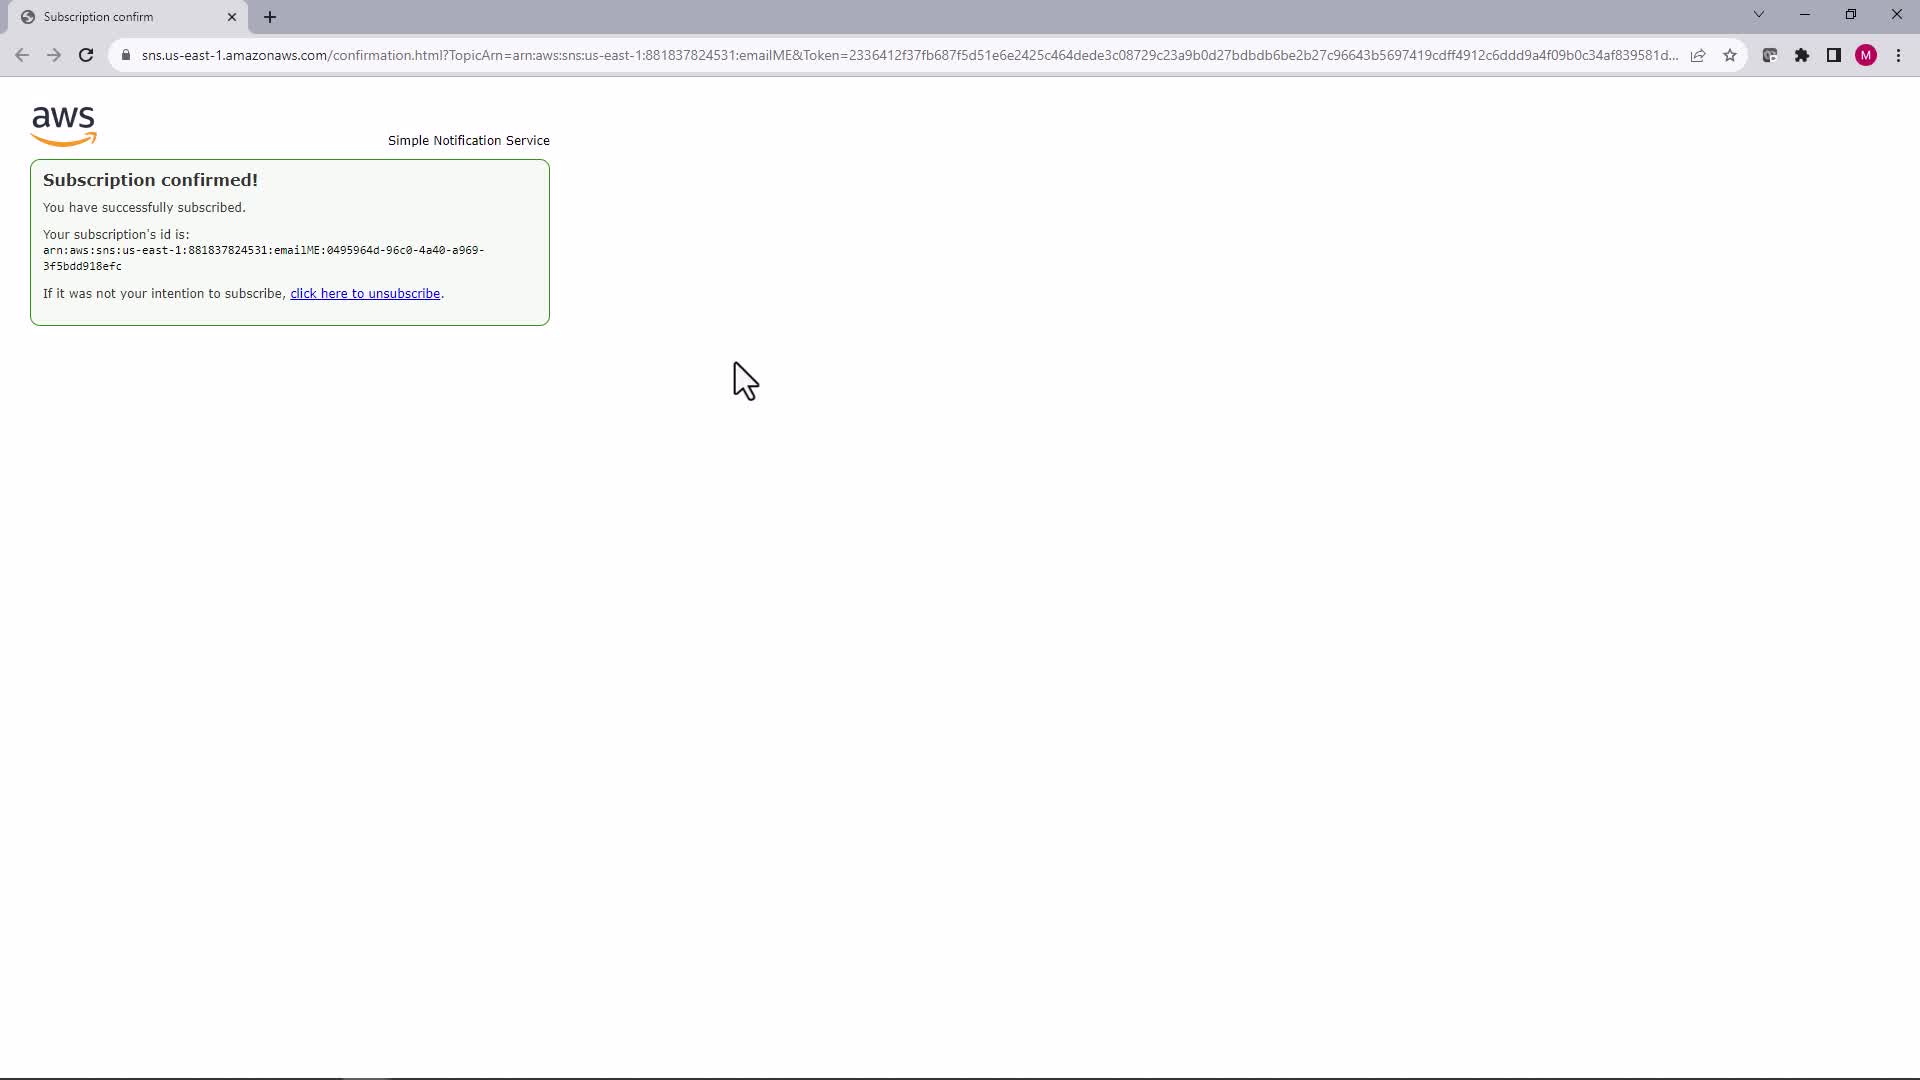 Subscription confirm
sns.us-east-1.amazonaws.com/confirmation.html?TopicArn=arn:aws:sns:us-east-1:881837824531:emailME&Token=2336412f37fb687f5d51e6e2425c464dede3c08729c23a9b0d27bdbdb6be2b27c96643b5697419cdff4912c6ddd9a4f09b0c34af839581d...
M
aws
Simple Notification Service
Subscription confirmed!
You have successfully subscribed.
Your subscription's id is:
arn:aws:sns:us-east-1:881837824531:emailME:0495964d-96c0-4a40-a969-
3f5bdd918efc
If it was not your intention to subscribe, click here to unsubscribe.